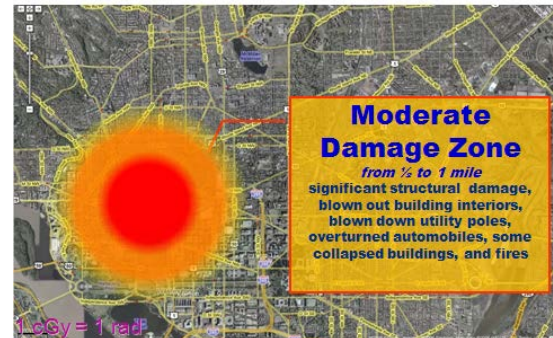 Moderate
Damage Zone
from ½ to 1 mile
significant structural damage,
blown out building interiors,
blown down utility poles,
overturned automobiles, some
collapsed buildings, and fires
1 cGy = 1 rad